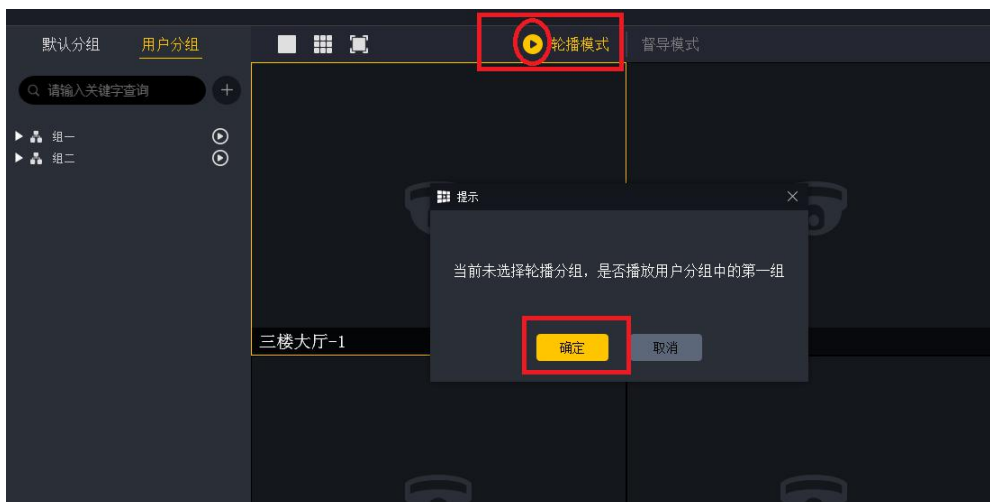 默认分组 用户分组 轮播模式 督导模式
请输入关键字查询
组一
组二
提示
当前未选择轮播分组，是否播放用户分组中的第一组
确定 取消
三楼大厅-1